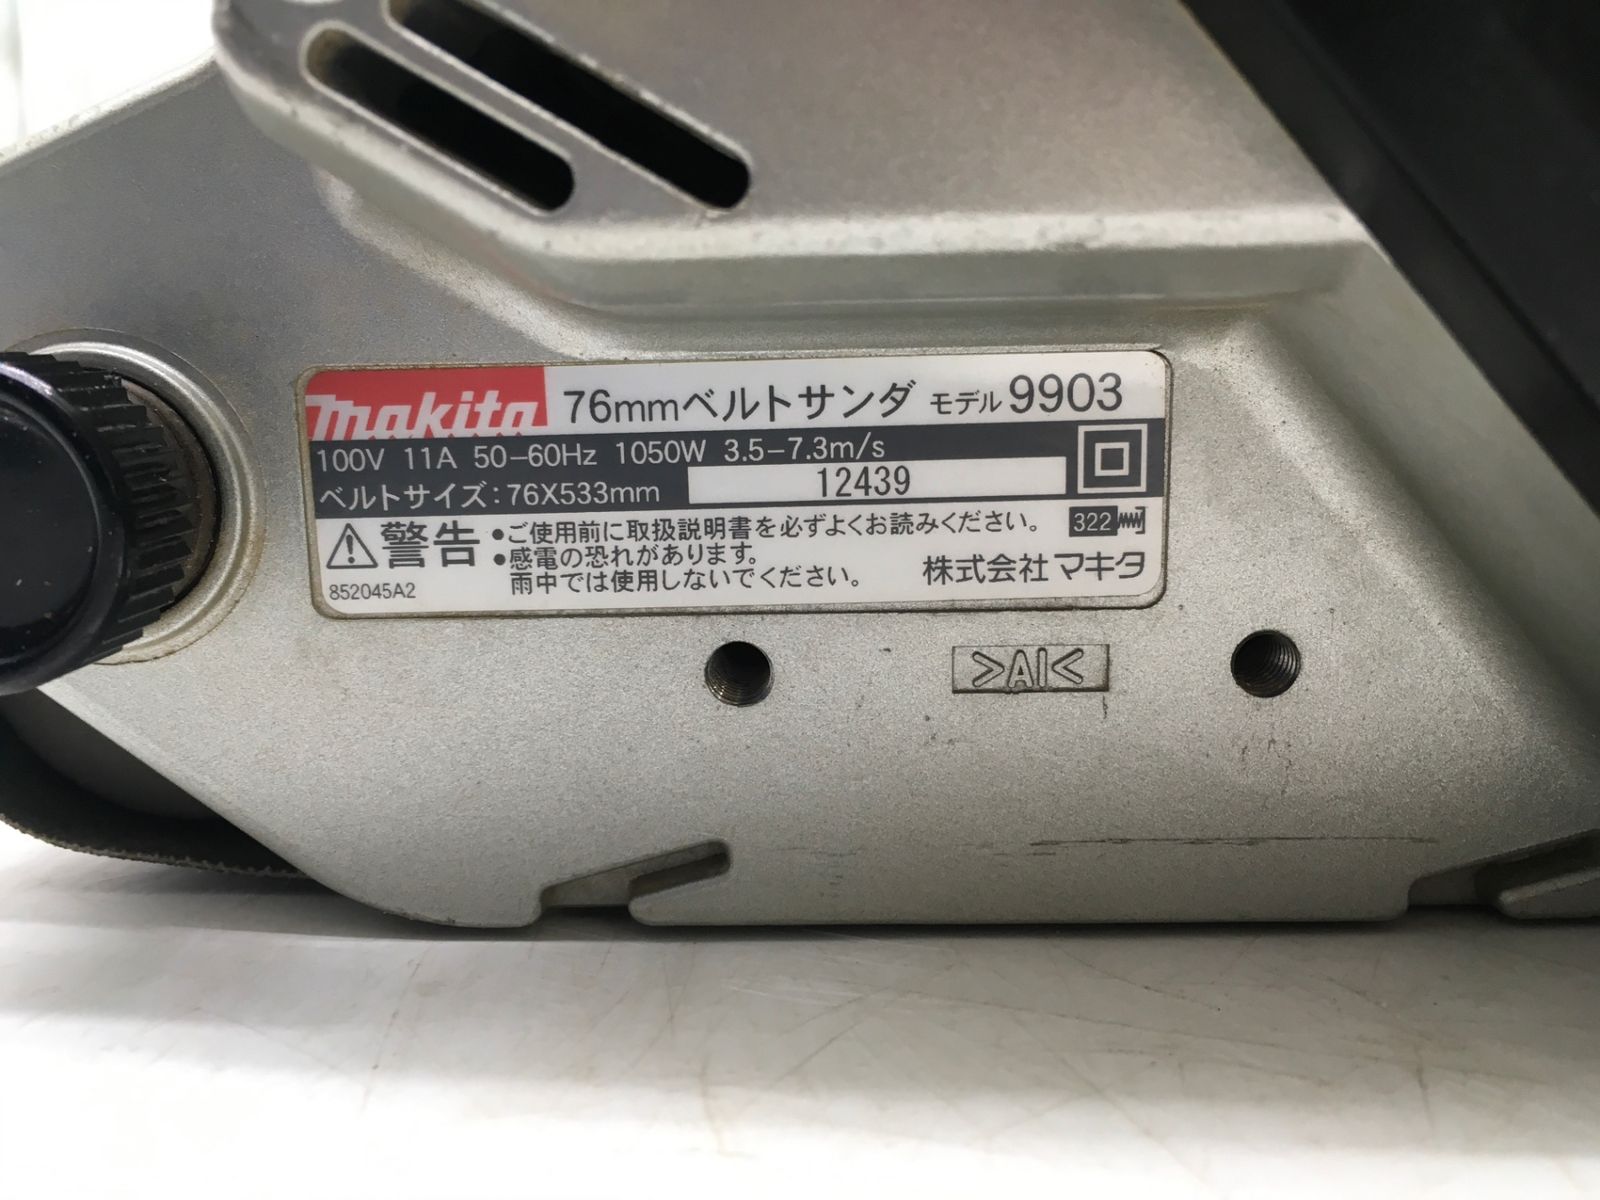 makita 76mmベルトサンダ モデル9903
100V 11A 50-60Hz 1050W 3.5-7.3m/s
ベルトサイズ:76X533mm 12439
警告 •ご使用前に取扱説明書を必ずよくお読みください。 322
•感電の恐れがあります。
雨中では使用しないでください。 株式会社マキタ
852045A2
>AI<